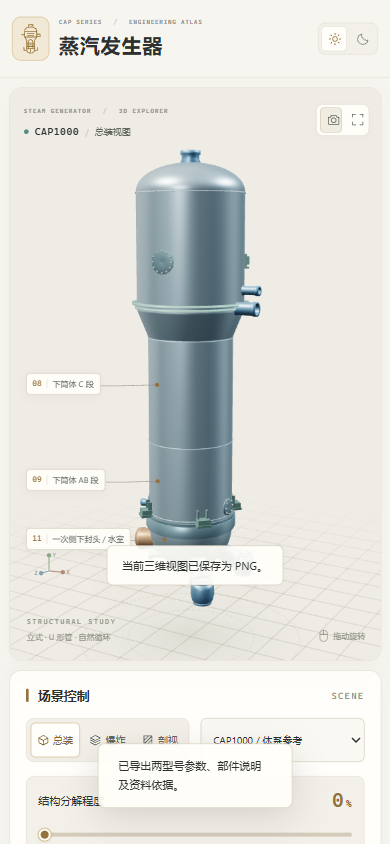 CAP SERIES / ENGINEERING ATLAS
蒸汽发生器
STEAM GENERATOR / 3D EXPLORER
CAP1000 / 总装视图
08 下筒体 C 段
09 下筒体 AB 段
11 一次侧下封头 / 水室
Y
Z X
当前三维视图已保存为 PNG。
STRUCTURAL STUDY
立式 · U 形管 · 自然循环
拖动旋转
场景控制
SCENE
总装 爆炸 剖视
CAP1000 / 体系参考
已导出两型号参数、部件说明
及资料依据。
结构分解程度
0%